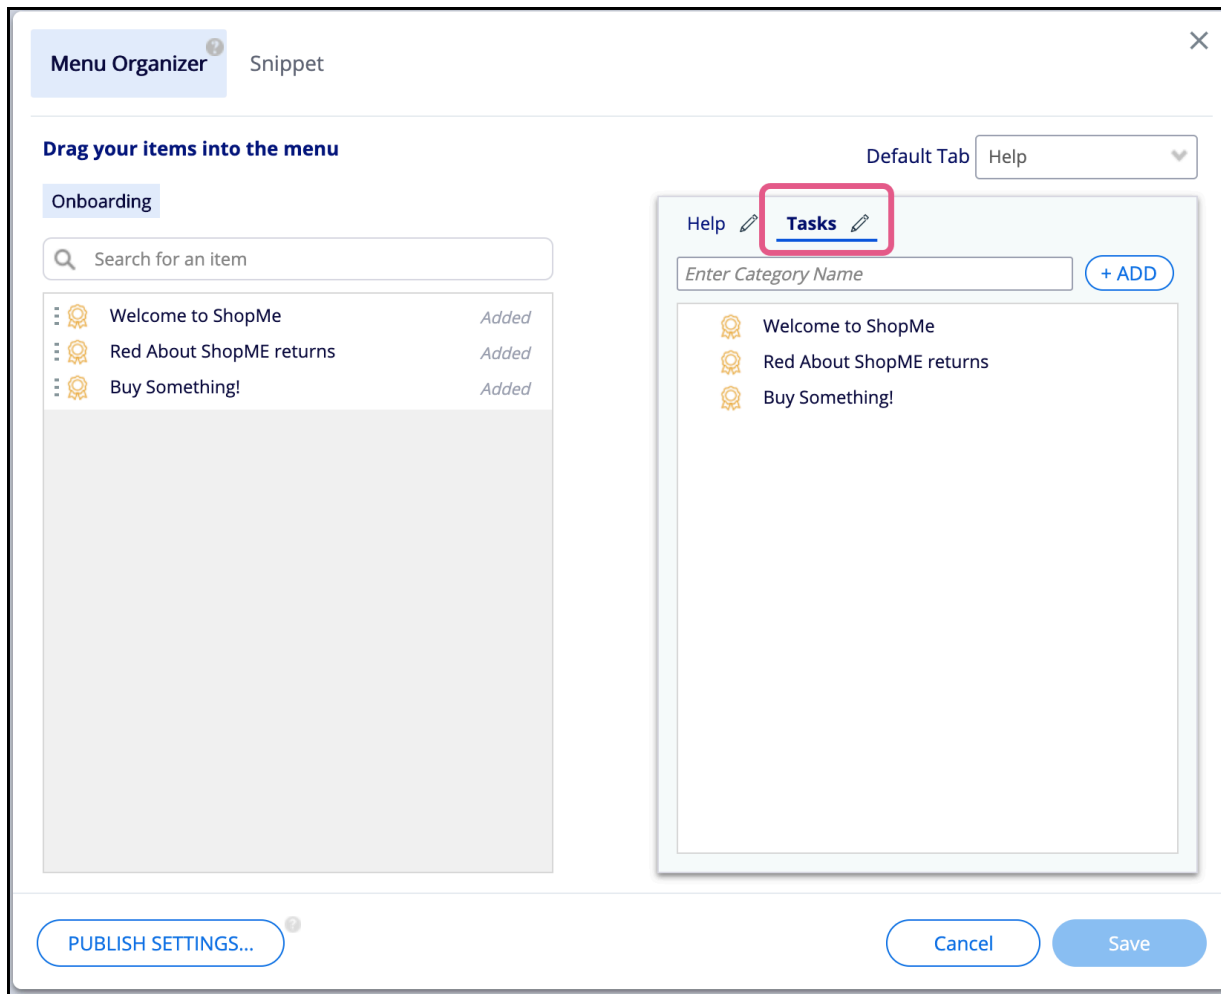 Menu Organizer ?
Snippet
Drag your items into the menu
Default Tab Help
Onboarding
Help Tasks
Search for an item
Enter Category Name + ADD
Welcome to ShopMe Added
Red About ShopME returns Added
Buy Something! Added
Welcome to ShopMe
Red About ShopME returns
Buy Something!
PUBLISH SETTINGS... ?
Cancel Save